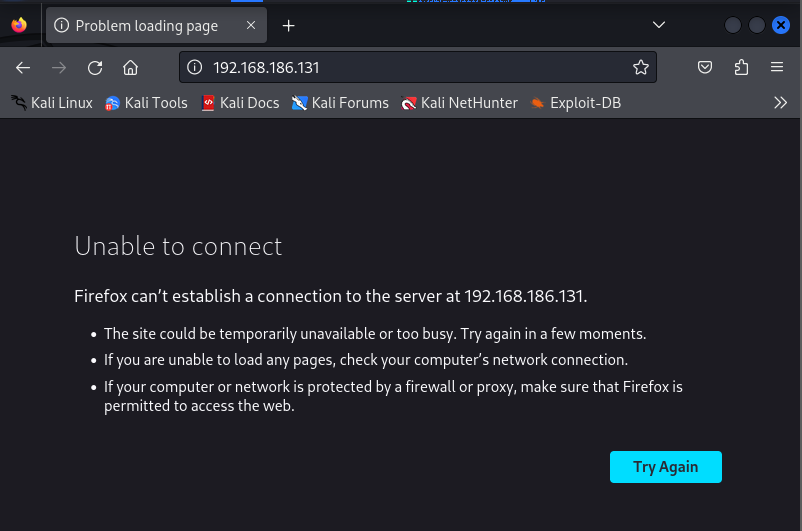 Problem loading page
192.168.186.131
Kali Linux Kali Tools Kali Docs Kali Forums Kali NetHunter Exploit-DB
Unable to connect
Firefox can’t establish a connection to the server at 192.168.186.131.
• The site could be temporarily unavailable or too busy. Try again in a few moments.
• If you are unable to load any pages, check your computer’s network connection.
• If your computer or network is protected by a firewall or proxy, make sure that Firefox is
permitted to access the web.
Try Again